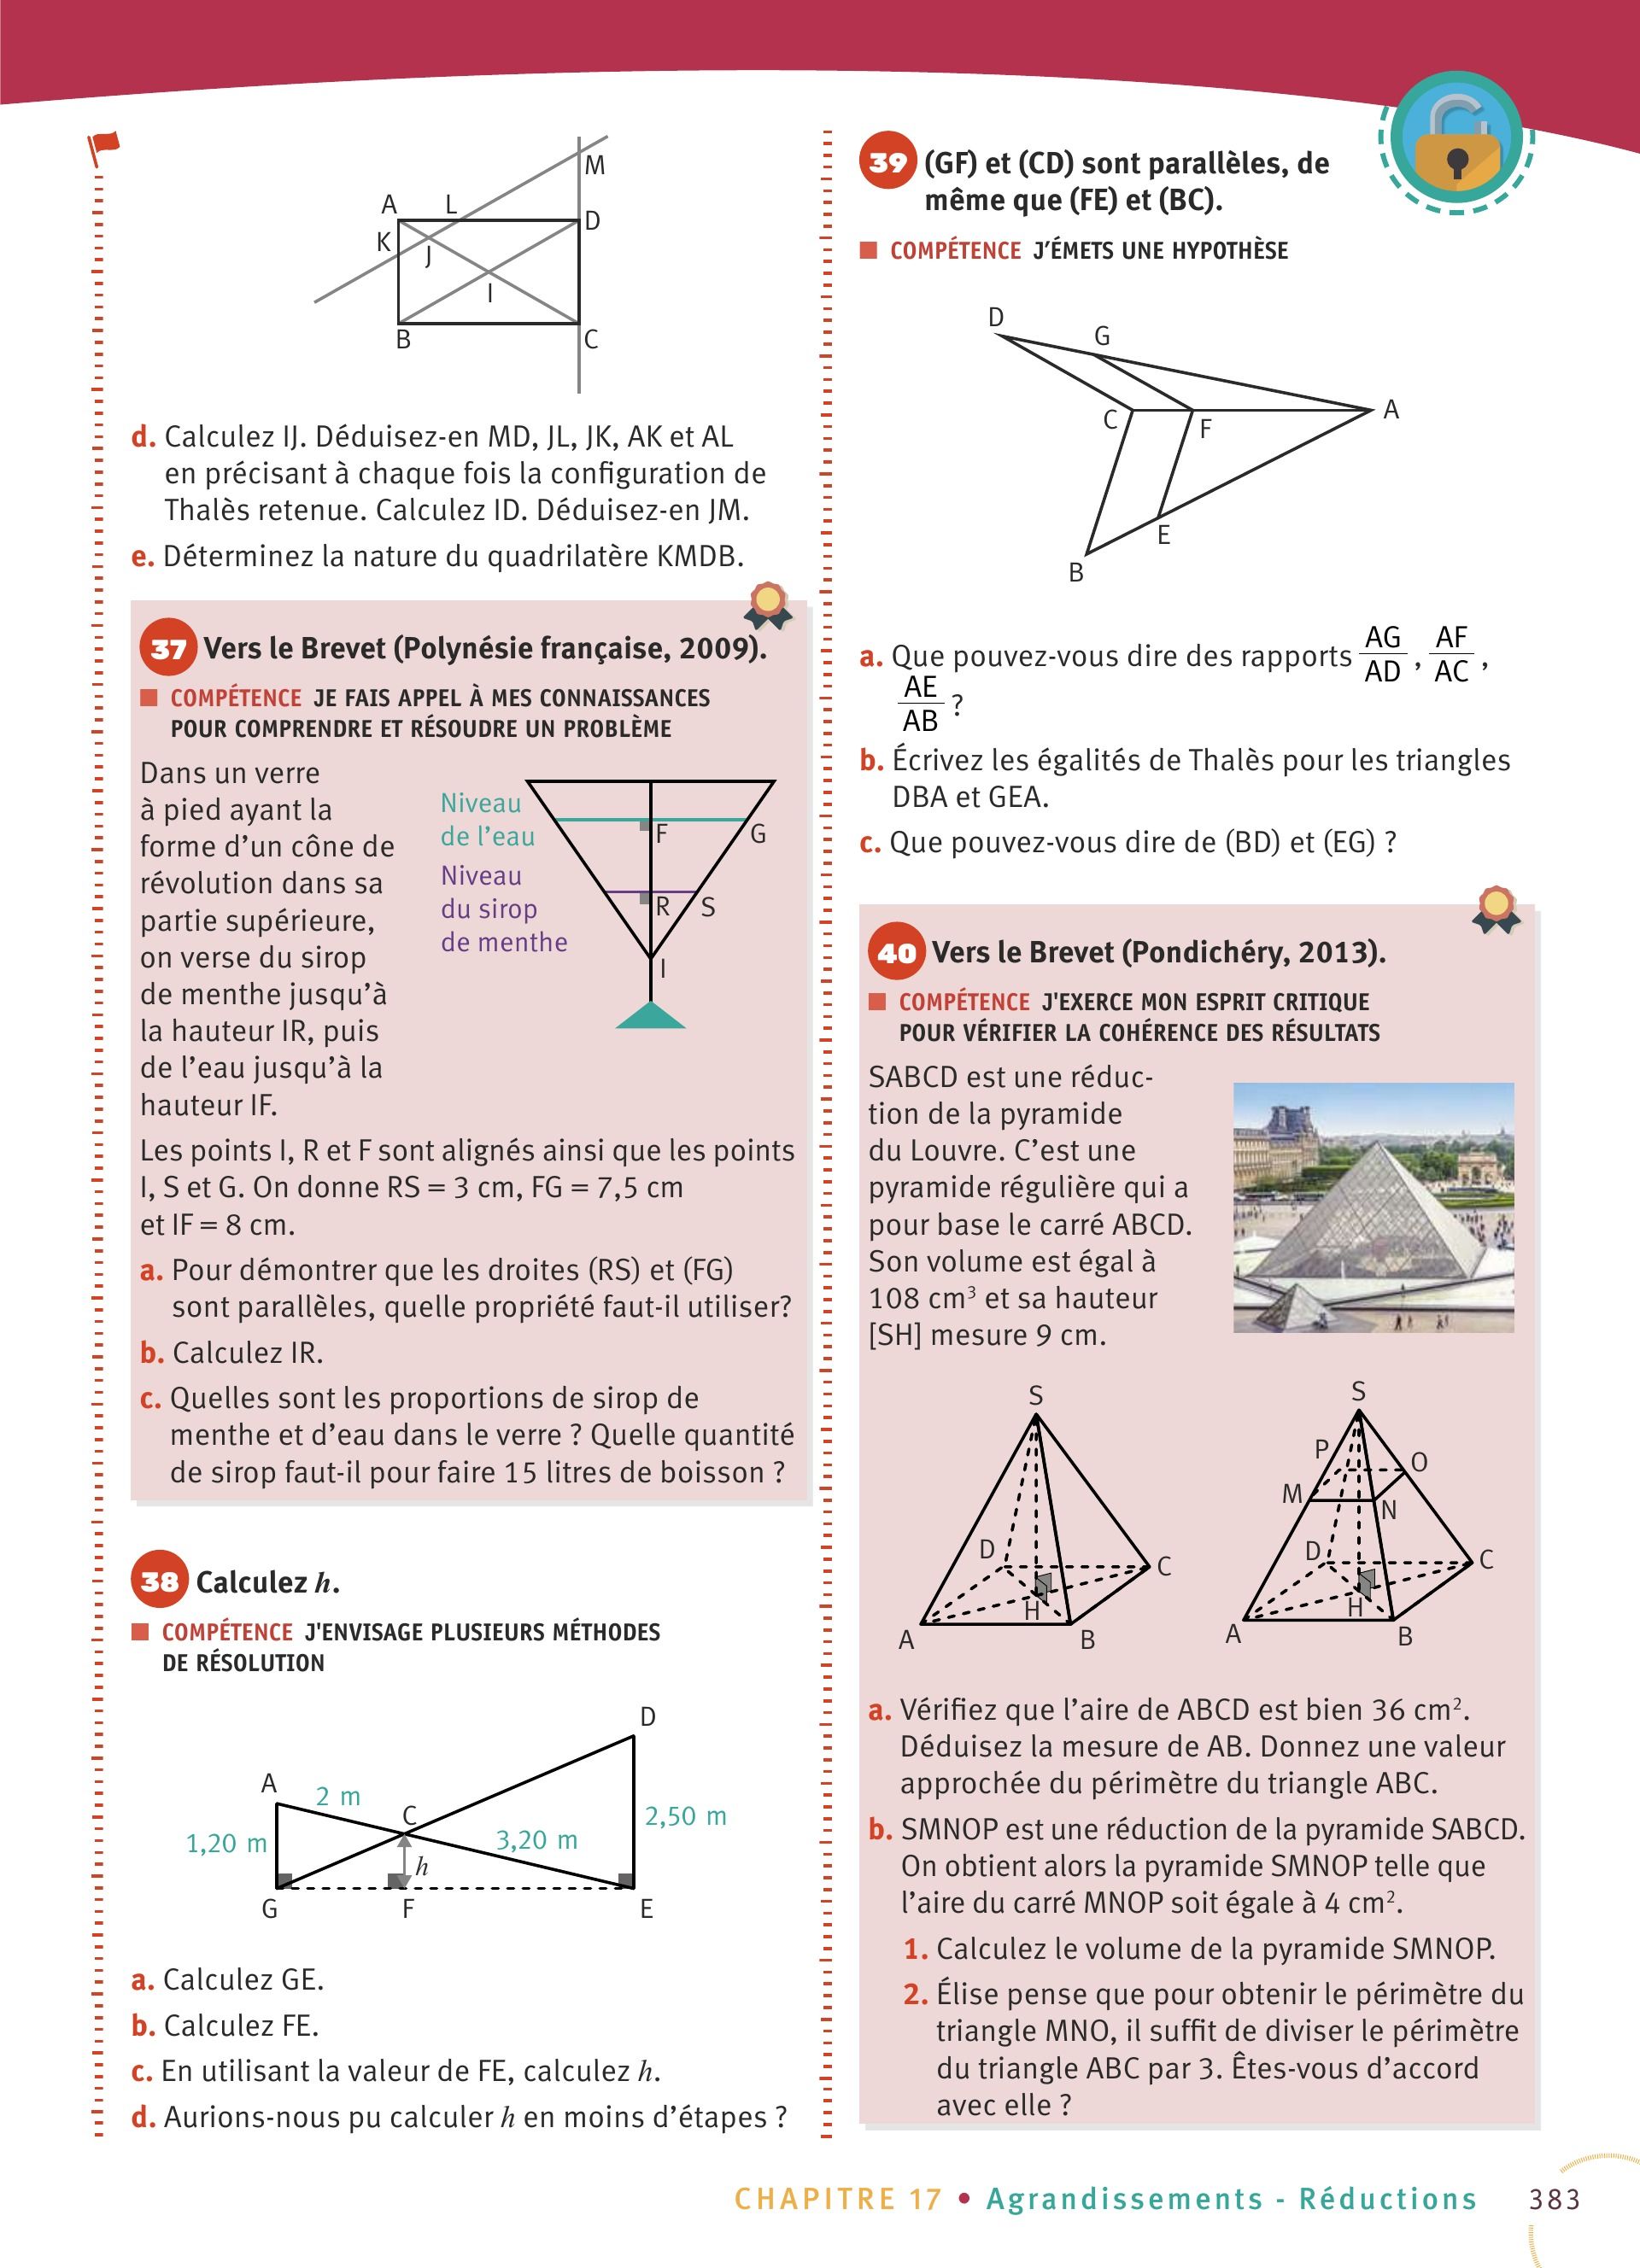 M
A
L
D
K
J
I
B
C
d. Calculez IJ. Déduisez-en MD, JL, JK, AK et AL
en précisant à chaque fois la configuration de
Thalès retenue. Calculez ID. Déduisez-en JM.
e. Déterminez la nature du quadrilatère KMDB.
37 Vers le Brevet (Polynésie française, 2009).
COMPÉTENCE JE FAIS APPEL À MES CONNAISSANCES
POUR COMPRENDRE ET RÉSOUDRE UN PROBLÈME
Dans un verre
à pied ayant la
forme d’un cône de
révolution dans sa
partie supérieure,
on verse du sirop
de menthe jusqu’à
la hauteur IR, puis
de l’eau jusqu’à la
hauteur IF.
Niveau
de l’eau
F
G
Niveau
du sirop
de menthe
R
S
I
Les points I, R et F sont alignés ainsi que les points
I, S et G. On donne RS = 3 cm, FG = 7,5 cm
et IF = 8 cm.
a. Pour démontrer que les droites (RS) et (FG)
sont parallèles, quelle propriété faut-il utiliser?
b. Calculez IR.
c. Quelles sont les proportions de sirop de
menthe et d’eau dans le verre ? Quelle quantité
de sirop faut-il pour faire 15 litres de boisson ?
38 Calculez h.
COMPÉTENCE J'ENVISAGE PLUSIEURS MÉTHODES
DE RÉSOLUTION
D
A
2 m
C
2,50 m
1,20 m
3,20 m
h
G
F
E
a. Calculez GE.
b. Calculez FE.
c. En utilisant la valeur de FE, calculez h.
d. Aurions-nous pu calculer h en moins d’étapes ?
39 (GF) et (CD) sont parallèles, de
même que (FE) et (BC).
COMPÉTENCE J’ÉMETS UNE HYPOTHÈSE
D
G
A
C
F
E
B
a. Que pouvez-vous dire des rapports AG/AD , AF/AC ,
AE/AB ?
b. Écrivez les égalités de Thalès pour les triangles
DBA et GEA.
c. Que pouvez-vous dire de (BD) et (EG) ?
40 Vers le Brevet (Pondichéry, 2013).
COMPÉTENCE J'EXERCE MON ESPRIT CRITIQUE
POUR VÉRIFIER LA COHÉRENCE DES RÉSULTATS
SABCD est une réduc-
tion de la pyramide
du Louvre. C’est une
pyramide régulière qui a
pour base le carré ABCD.
Son volume est égal à
108 cm³ et sa hauteur
[SH] mesure 9 cm.
S
D
C
H
A
B
S
P
O
M
N
D
C
H
A
B
a. Vérifiez que l’aire de ABCD est bien 36 cm².
Déduisez la mesure de AB. Donnez une valeur
approchée du périmètre du triangle ABC.
b. SMNOP est une réduction de la pyramide SABCD.
On obtient alors la pyramide SMNOP telle que
l’aire du carré MNOP soit égale à 4 cm².
1. Calculez le volume de la pyramide SMNOP.
2. Élise pense que pour obtenir le périmètre du
triangle MNO, il suffit de diviser le périmètre
du triangle ABC par 3. Êtes-vous d’accord
avec elle ?
CHAPITRE 17 • Agrandissements - Réductions 383